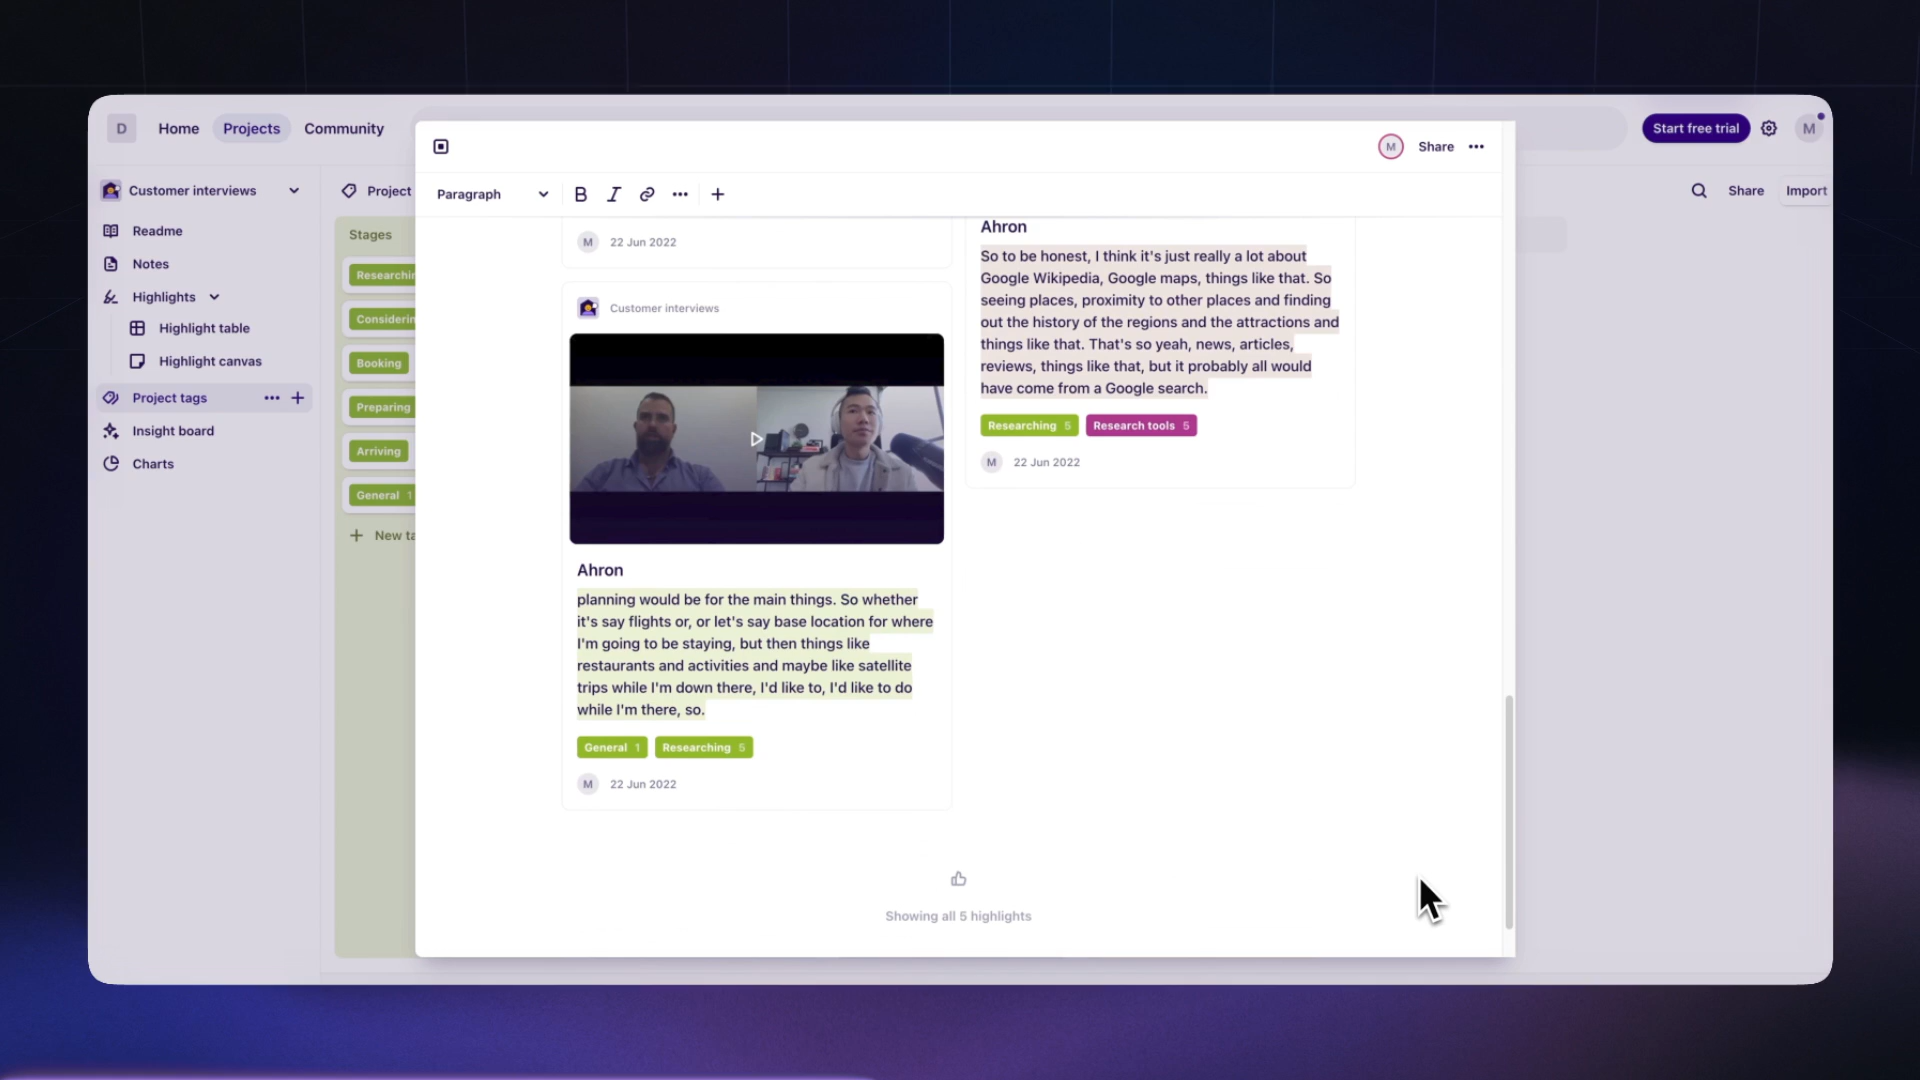 D
Home
Projects
Community
Start free trial
M
Customer interviews
Readme
Notes
Highlights
Highlight table
Highlight canvas
Project tags
Insight board
Charts
Project
Stages
Booking
Preparing
Arriving
General 1
Share
Import
M
Share
Paragraph
B
I
M
22 Jun 2022
Customer interviews
Ahron
planning would be for the main things. So whether
it's say flights or, or let's say base location for where
I'm going to be staying, but then things like
restaurants and activities and maybe like satellite
trips while I'm down there, I'd like to, I'd like to do
while I'm there, so.
General 1
Researching 5
M
22 Jun 2022
Ahron
So to be honest, I think it's just really a lot about
Google Wikipedia, Google maps, things like that. So
seeing places, proximity to other places and finding
out the history of the regions and the attractions and
things like that. That's so yeah, news, articles,
reviews, things like that, but it probably all would
have come from a Google search.
Researching 5
Research tools 5
M
22 Jun 2022
Showing all 5 highlights